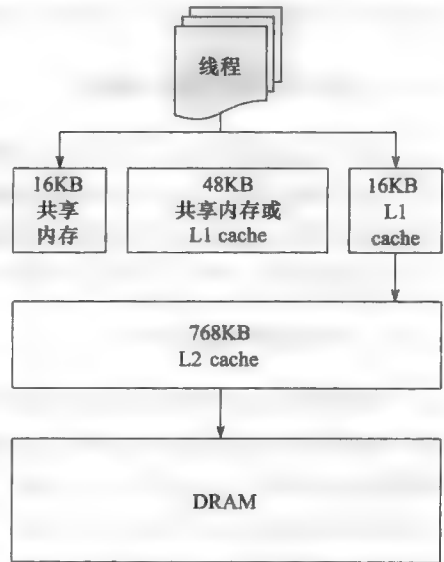 线程
16KB
共享
内存
48KB
共享内存或
L1 cache
16KB
L1
cache
768KB
L2 cache
DRAM